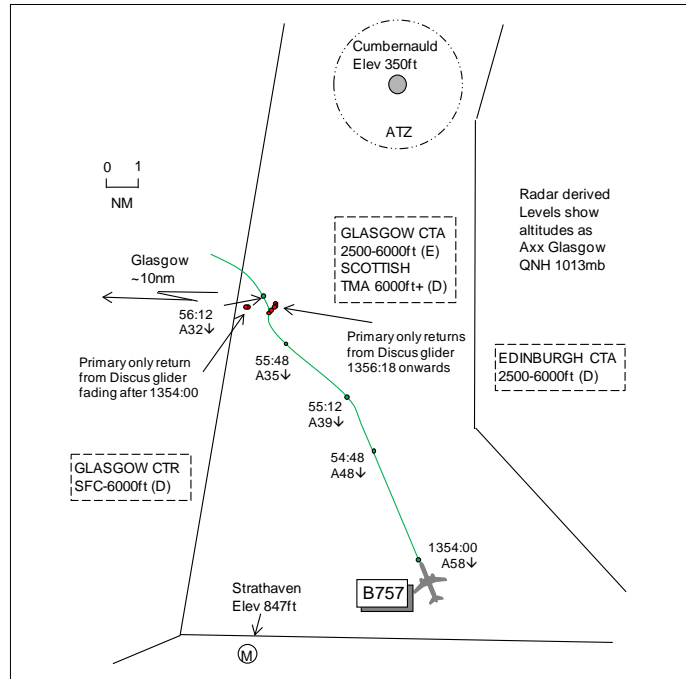 Cumbernauld
Elev 350ft
ATZ
0 1
NM
Radar derived
Levels show
altitudes as
Axx Glasgow
QNH 1013mb
GLASGOW CTA
2500-6000ft (E)
SCOTTISH
TMA 6000ft+ (D)
Glasgow
~10nm
56:12
A32↓
Primary only return
from Discus glider
fading after 1354:00
55:48
A35↓
Primary only returns
from Discus glider
1356:18 onwards
EDINBURGH CTA
2500-6000ft (D)
55:12
A39↓
54:48
A48↓
GLASGOW CTR
SFC-6000ft (D)
1354:00
A58↓
B757
Strathaven
Elev 847ft
M